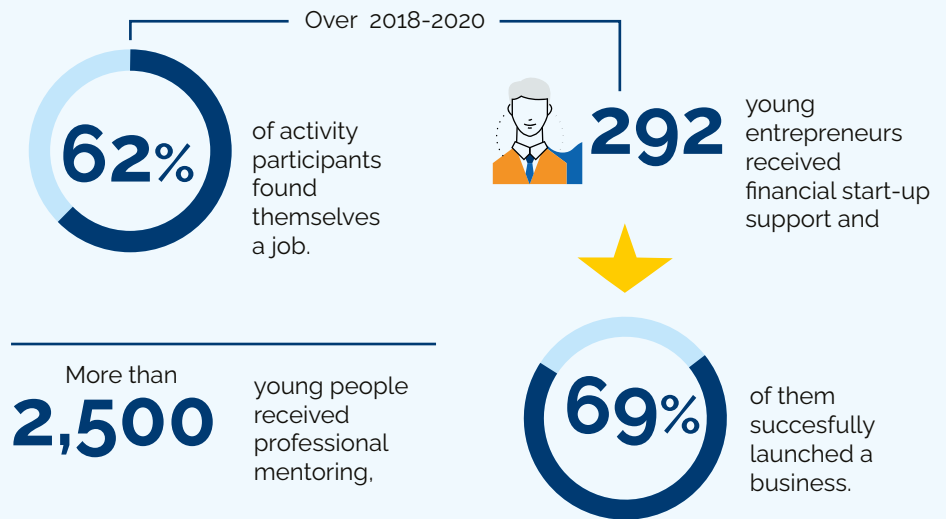 Over 2018-2020
62%
of activity
participants
found
themselves
a job.
292
young
entrepreneurs
received
financial start-up
support and
69%
of them
succesfully
launched a
business.
More than
2,500
young people
received
professional
mentoring,